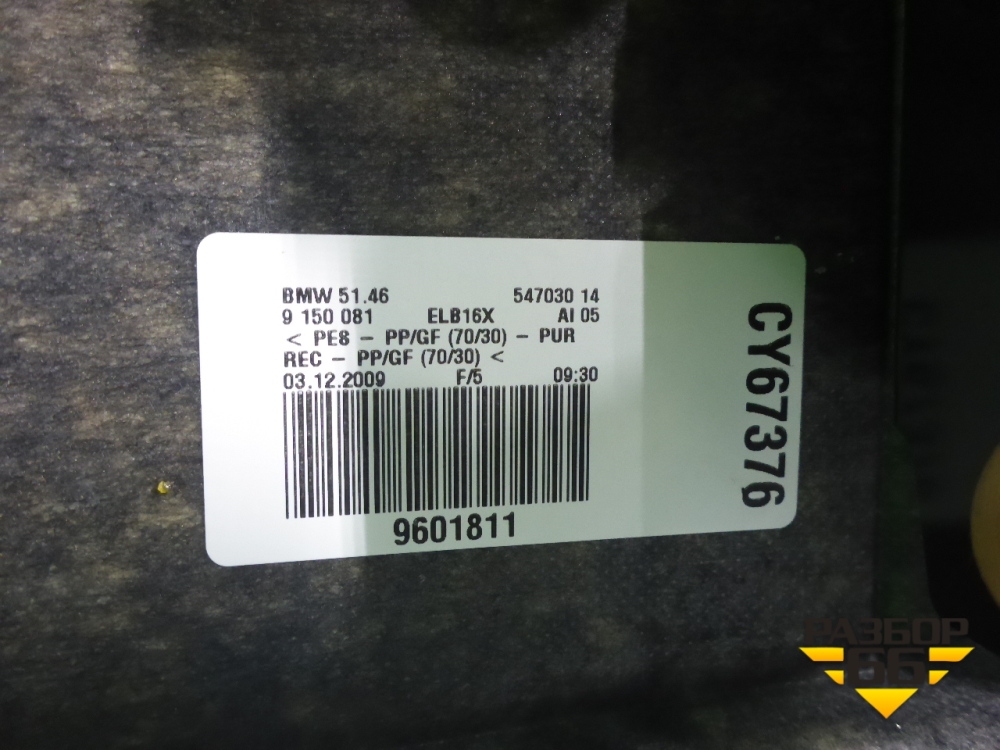 BMW 51.46 547030 14
9 150 081 ELB16X AI 05
< PES - PP/GF (70/30) - PUR
REC - PP/GF (70/30) <
03.12.2009 F/5 09:30
9601811
CY67376
РАЗБОР
66